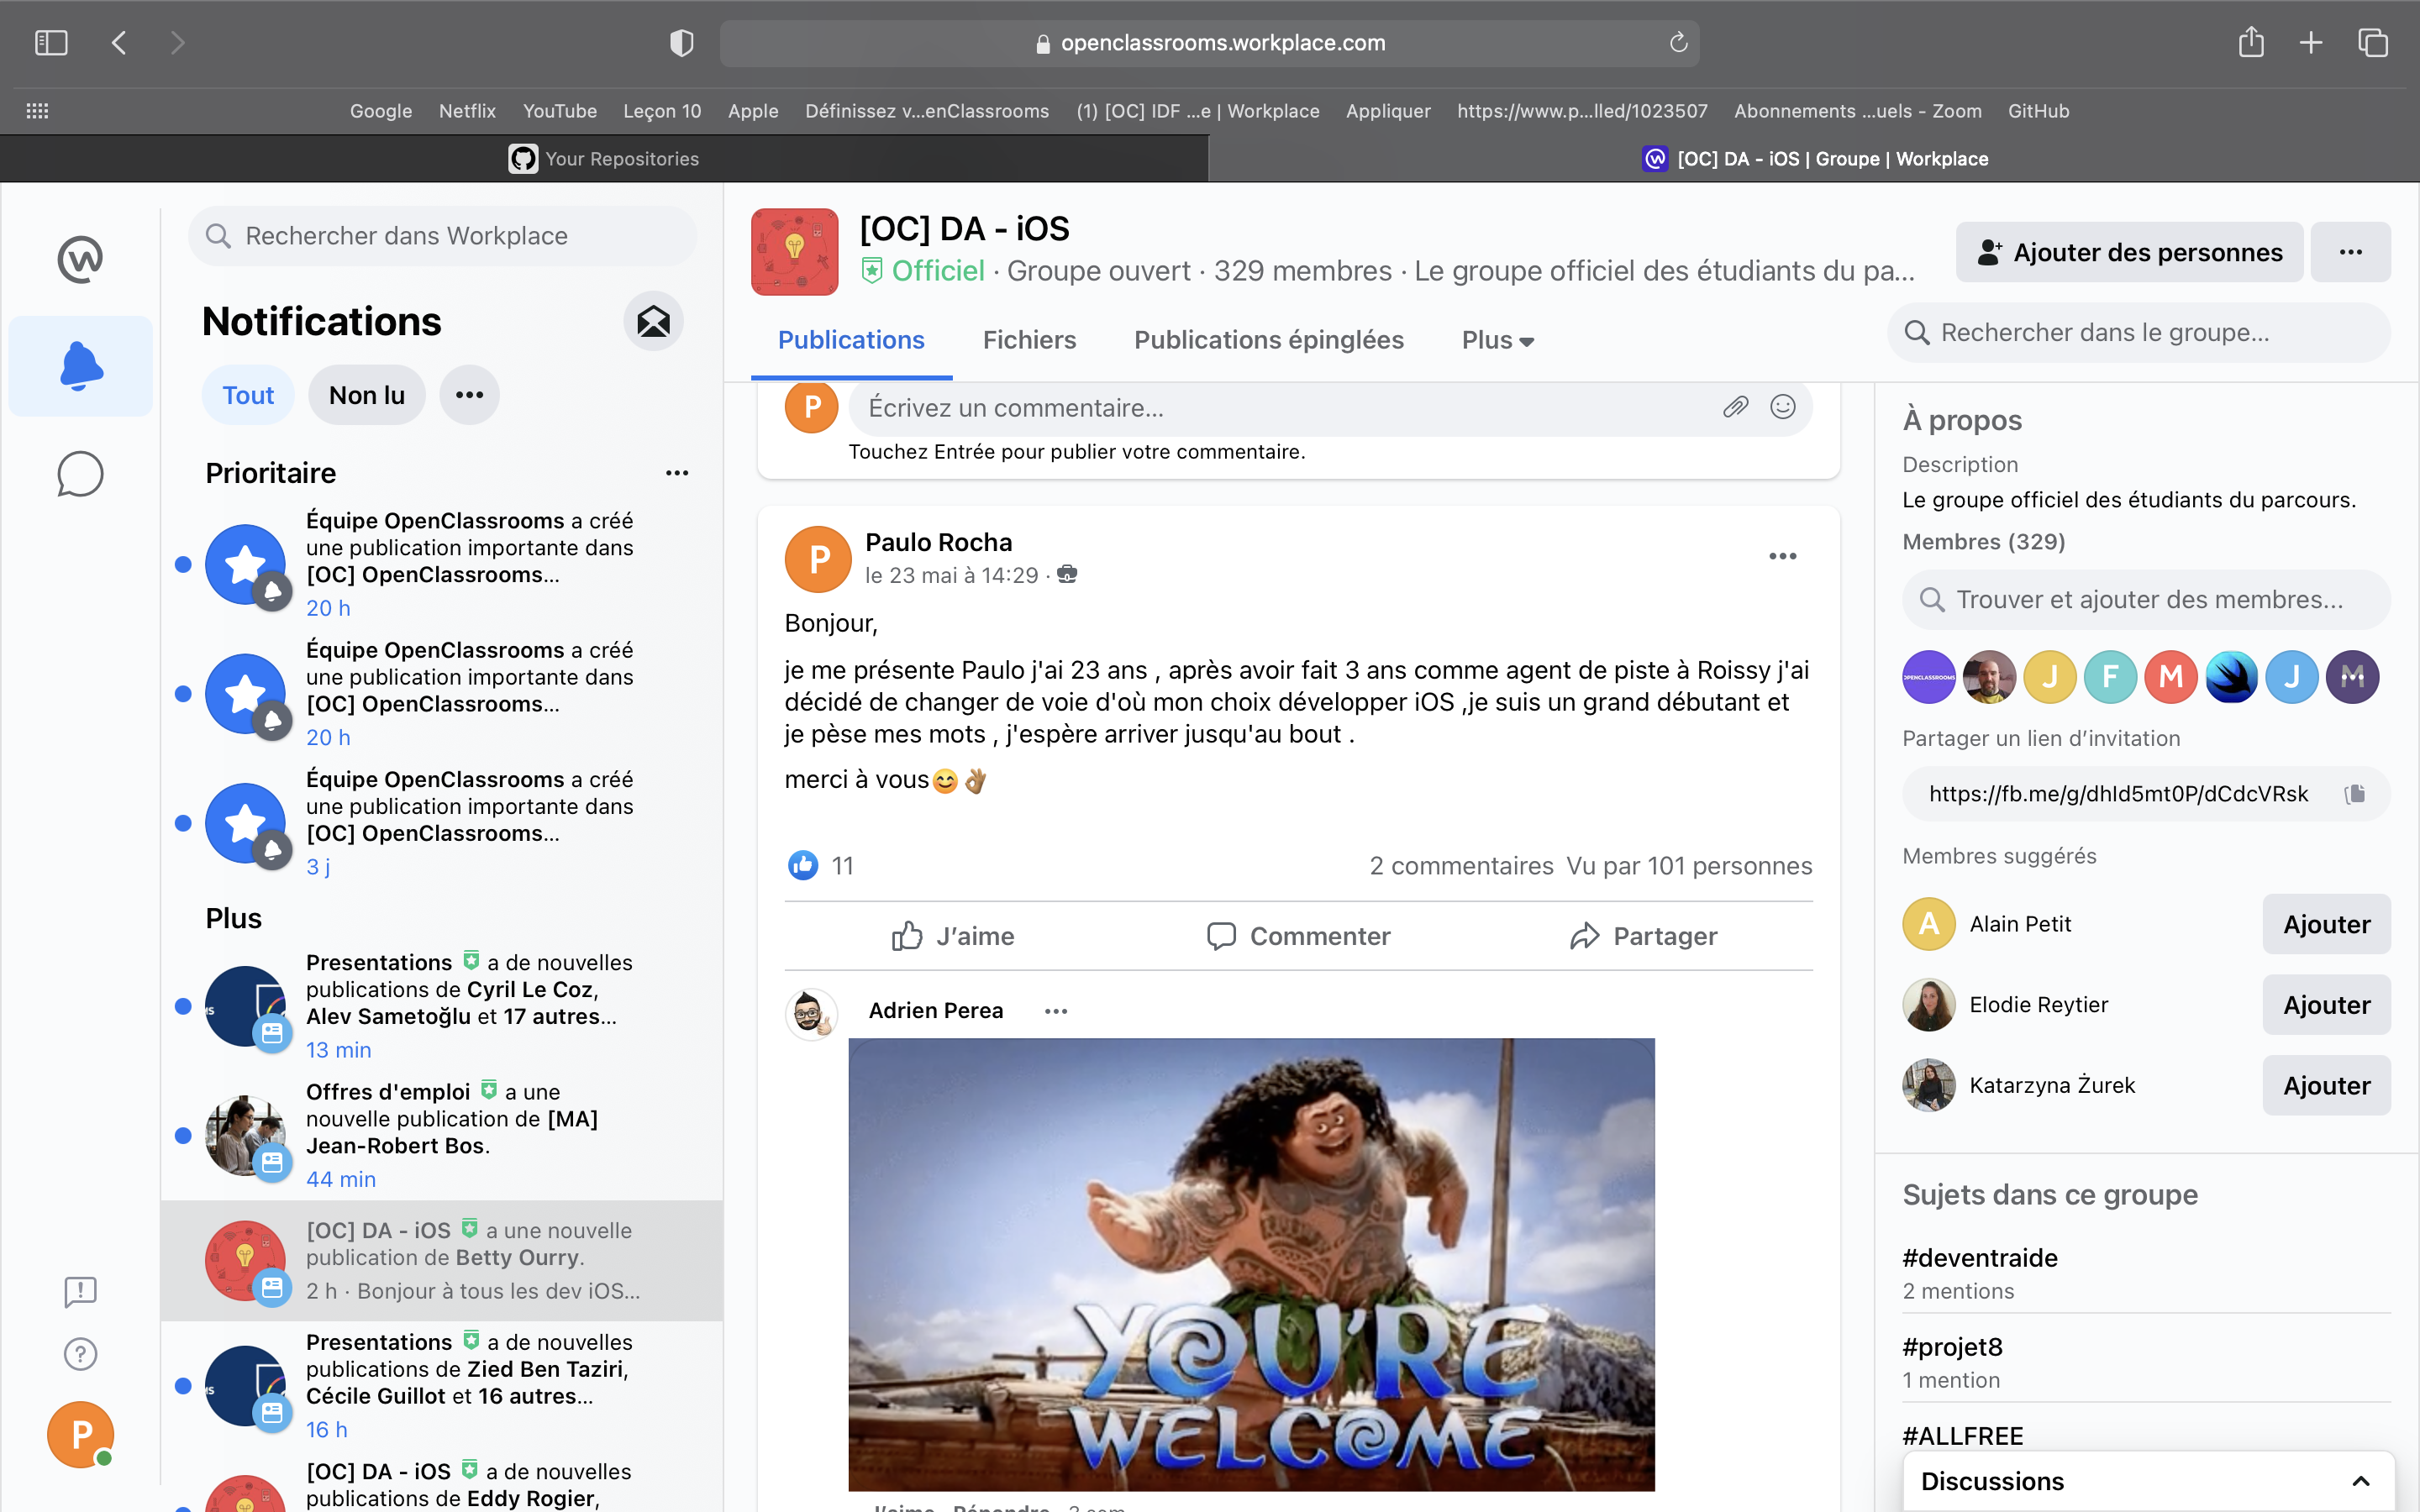 openclassrooms.workplace.com
Google Netflix YouTube Leçon 10 Apple Définissez v...enClassrooms (1) [OC] IDF ...e | Workplace Appliquer https://www.p...lled/1023507 Abonnements ...uels - Zoom GitHub
Your Repositories
[OC] DA - iOS | Groupe | Workplace
Rechercher dans Workplace
Notifications
Tout
Non lu
Prioritaire
Équipe OpenClassrooms a créé
une publication importante dans
[OC] OpenClassrooms...
20 h
Équipe OpenClassrooms a créé
une publication importante dans
[OC] OpenClassrooms...
20 h
Équipe OpenClassrooms a créé
une publication importante dans
[OC] OpenClassrooms...
3 j
Plus
Presentations a de nouvelles
publications de Cyril Le Coz,
Alev Sametoğlu et 17 autres...
13 min
Offres d'emploi a une
nouvelle publication de [MA]
Jean-Robert Bos.
44 min
[OC] DA - iOS a une nouvelle
publication de Betty Ourry.
2 h · Bonjour à tous les dev iOS...
Presentations a de nouvelles
publications de Zied Ben Taziri,
Cécile Guillot et 16 autres...
16 h
[OC] DA - iOS a de nouvelles
publications de Eddy Rogier,
P
[OC] DA - iOS
Officiel · Groupe ouvert · 329 membres · Le groupe officiel des étudiants du pa...
Ajouter des personnes
Publications
Fichiers
Publications épinglées
Plus
Rechercher dans le groupe...
P
Écrivez un commentaire...
Touchez Entrée pour publier votre commentaire.
P
Paulo Rocha
le 23 mai à 14:29 ·
Bonjour,
je me présente Paulo j'ai 23 ans , après avoir fait 3 ans comme agent de piste à Roissy j'ai
décidé de changer de voie d'où mon choix développer iOS ,je suis un grand débutant et
je pèse mes mots , j'espère arriver jusqu'au bout .
merci à vous😊👌🏽
11
2 commentaires Vu par 101 personnes
J'aime
Commenter
Partager
Adrien Perea
YOU'RE
WELCOME
J'aime Répondre 3 sem
À propos
Description
Le groupe officiel des étudiants du parcours.
Membres (329)
Trouver et ajouter des membres...
OPENCLASSROOMS J F M J M
Partager un lien d'invitation
https://fb.me/g/dhId5mt0P/dCdcVRsk
Membres suggérés
A
Alain Petit
Ajouter
Elodie Reytier
Ajouter
Katarzyna Żurek
Ajouter
Sujets dans ce groupe
#deventraide
2 mentions
#projet8
1 mention
#ALLFREE
Discussions